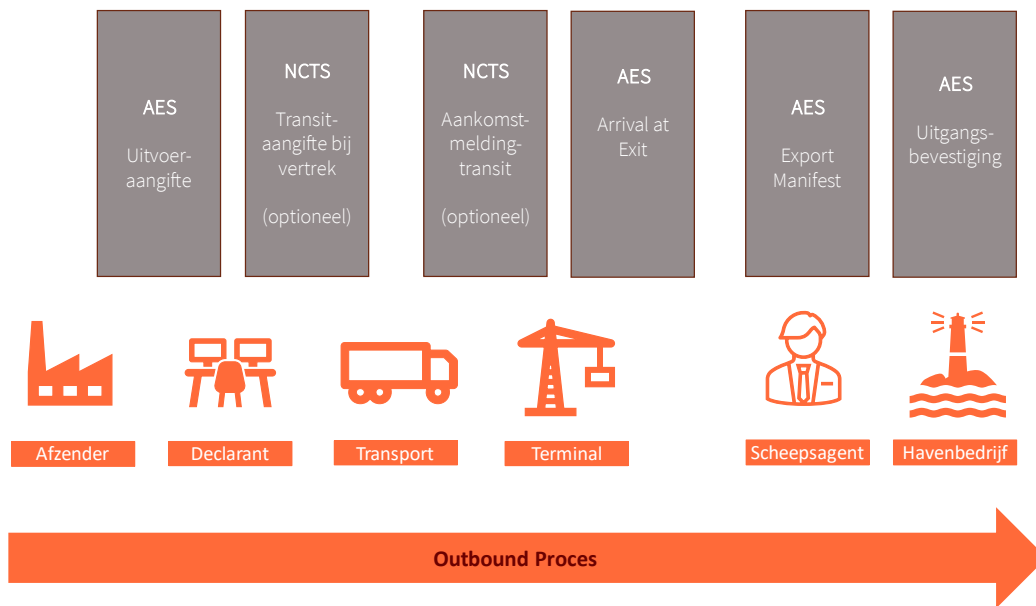 AES
Uitvoer-
aangifte
NCTS
Transit-
aangifte bij
vertrek
(optioneel)
NCTS
Aankomst-
melding-
transit
(optioneel)
AES
Arrival at
Exit
AES
Export
Manifest
AES
Uitgangs-
bevestiging
Afzender
Declarant
Transport
Terminal
Scheepsagent
Havenbedrijf
Outbound Proces